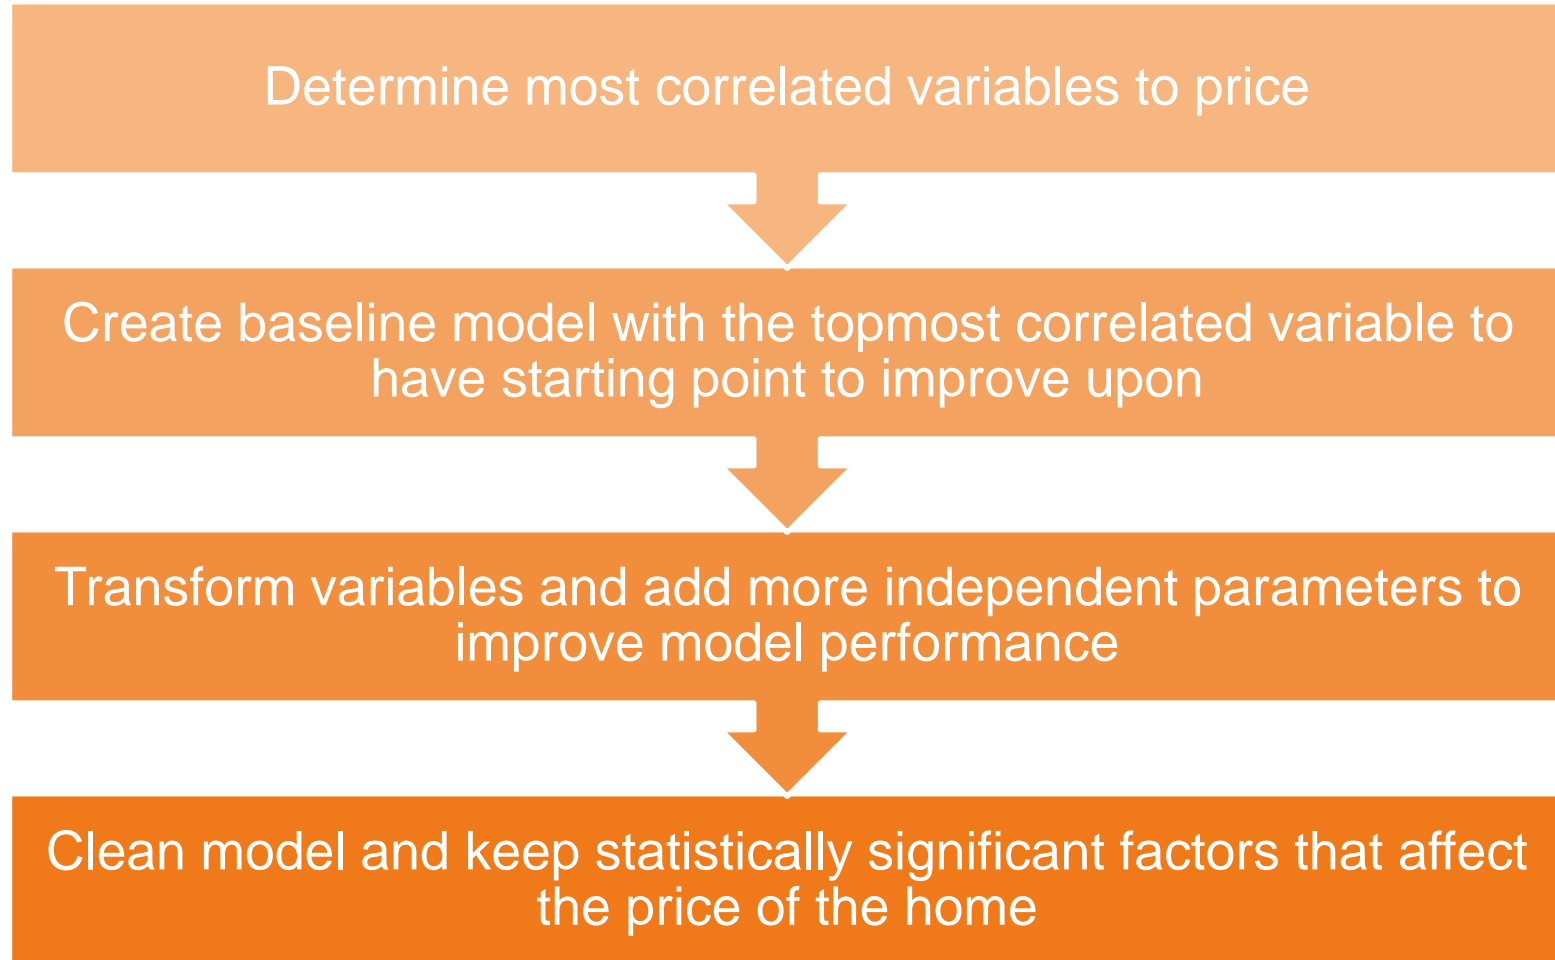 Determine most correlated variables to price
Create baseline model with the topmost correlated variable to
have starting point to improve upon
Transform variables and add more independent parameters to
improve model performance
Clean model and keep statistically significant factors that affect
the price of the home